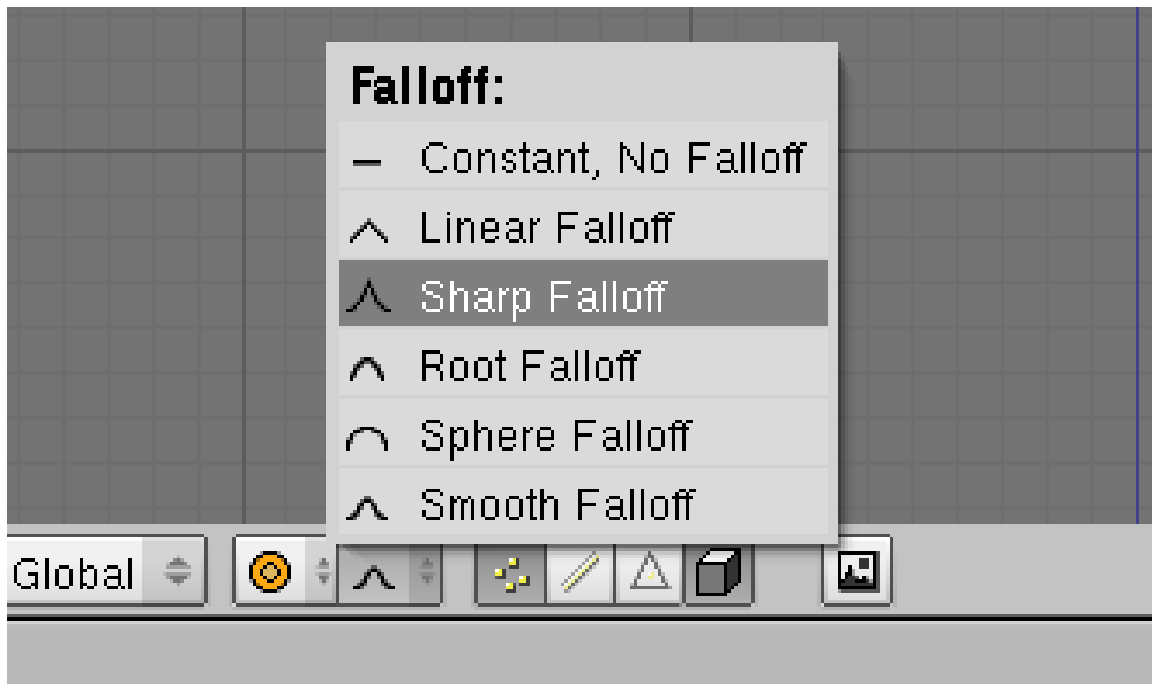 Falloff:
Constant, No Falloff
Linear Falloff
Sharp Falloff
Root Falloff
Sphere Falloff
Smooth Falloff
Global